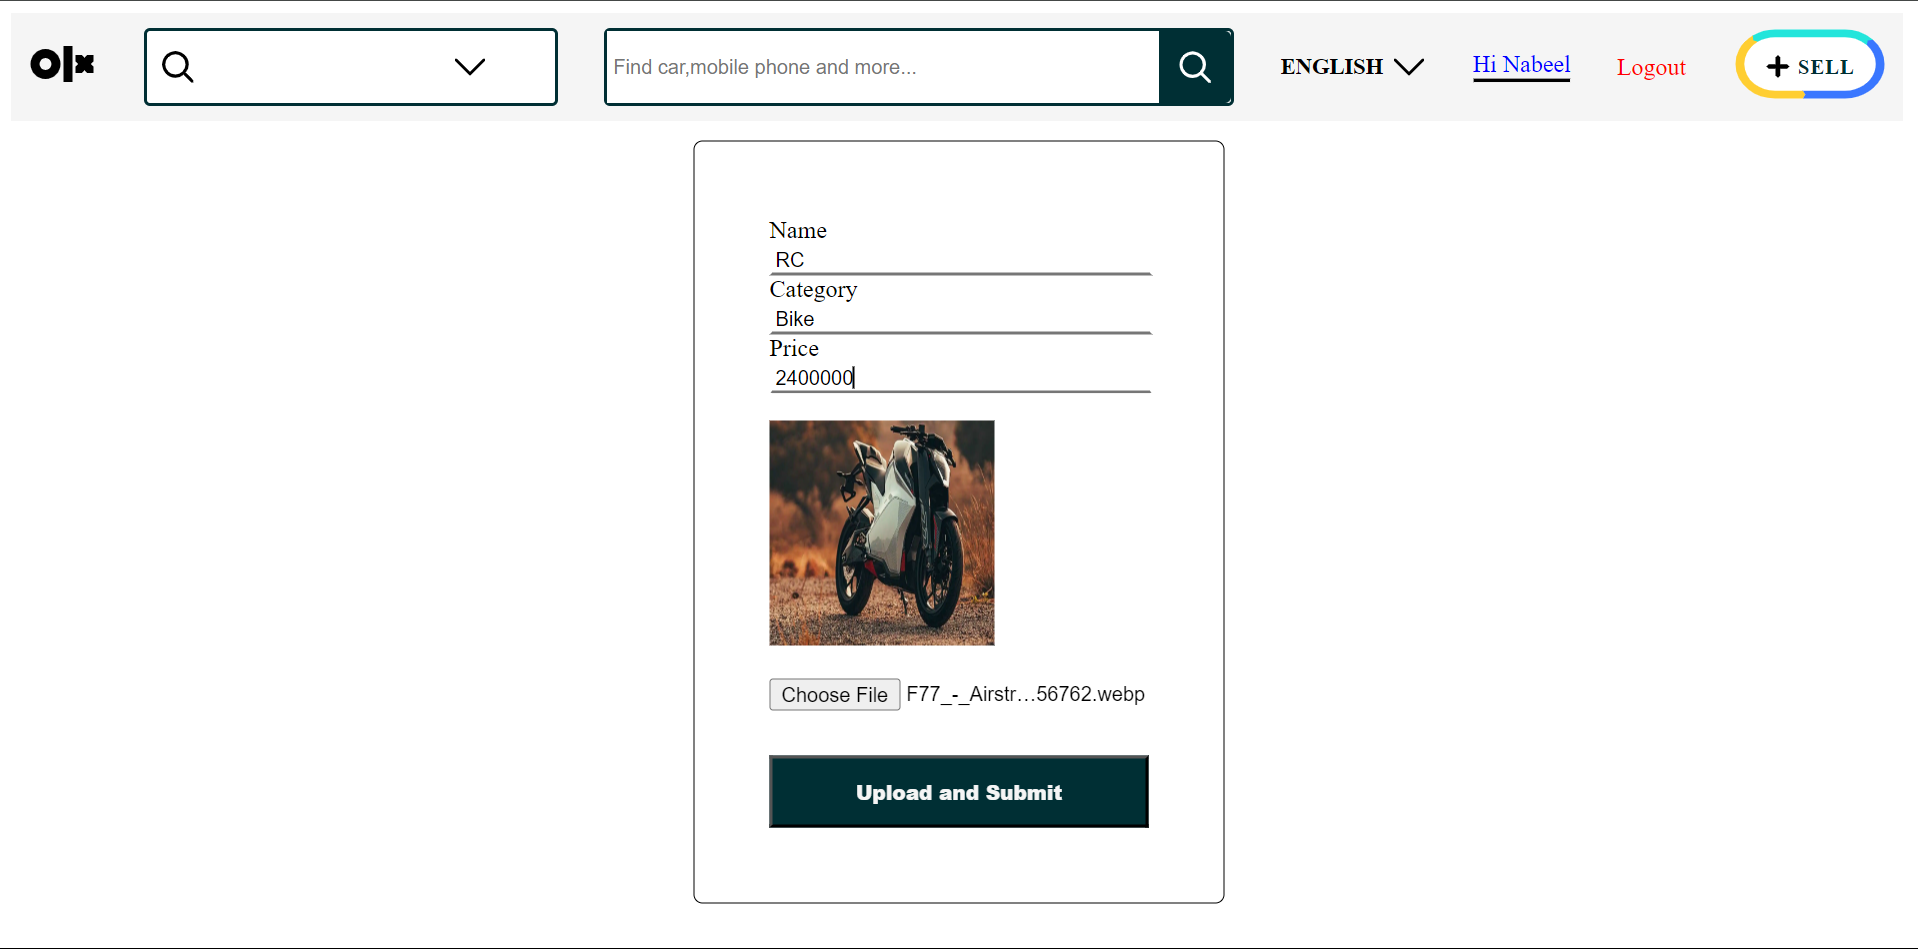 olx
Find car,mobile phone and more...
ENGLISH
Hi Nabeel
Logout
SELL
Name
RC
Category
Bike
Price
2400000
Choose File F77_-_Airstr...56762.webp
Upload and Submit